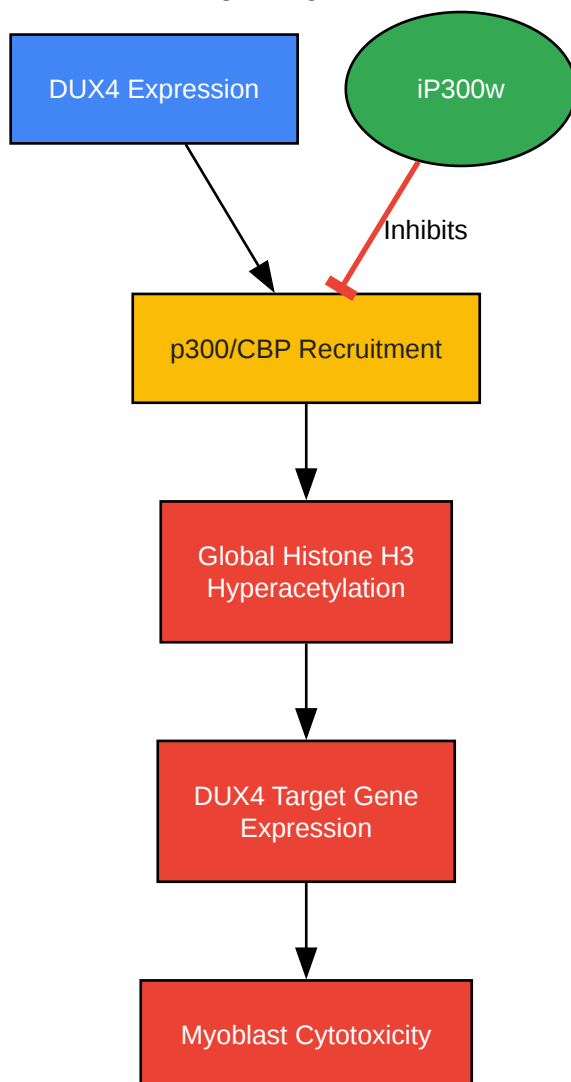 DUX4 Expression
iP300w
Inhibits
p300/CBP Recruitment
Global Histone H3
Hyperacetylation
DUX4 Target Gene
Expression
Myoblast Cytotoxicity